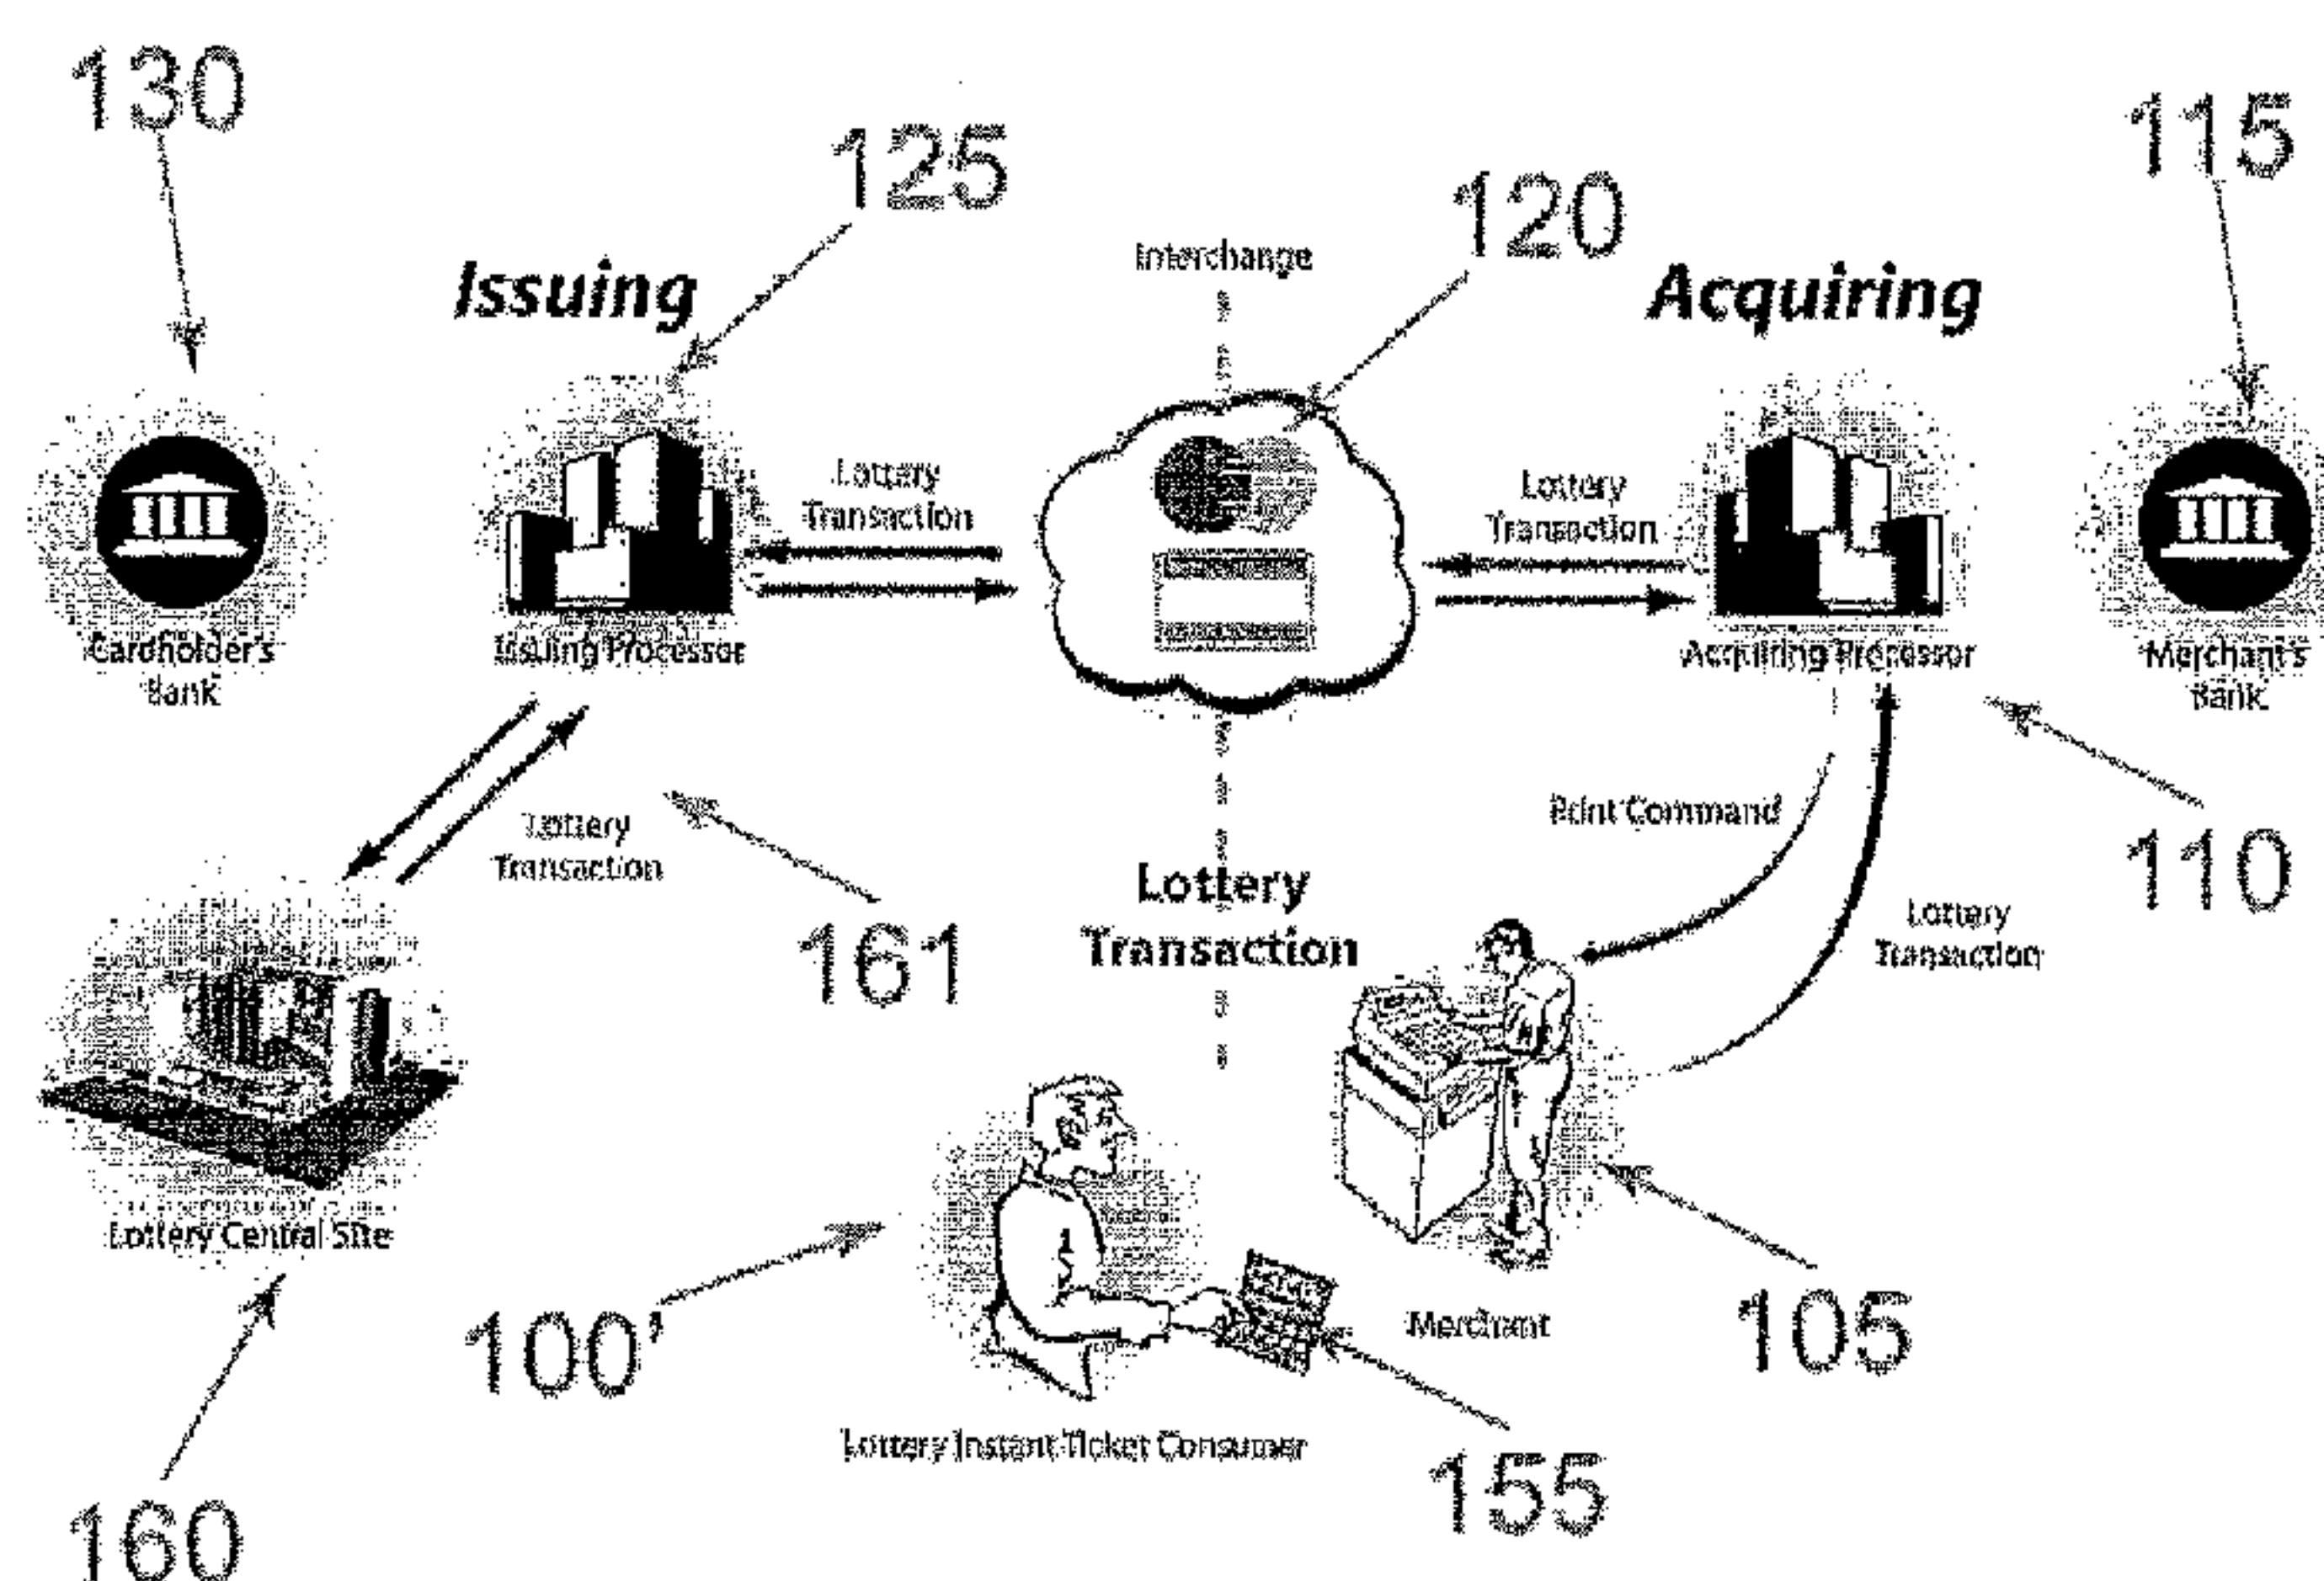 130
125
115
120
Interchange
Issuing
Acquiring
Lottery
Transaction
Lottery
Transaction
Cardholder's
Bank
Issuing Processor
Acquiring Processor
Merchant's
Bank
Print Command
Lottery
Transaction
110
Lottery
Transaction
161
Lottery
Transaction
Lottery Central Site
100'
Merchant
105
Lottery Instant Ticket Consumer
155
160